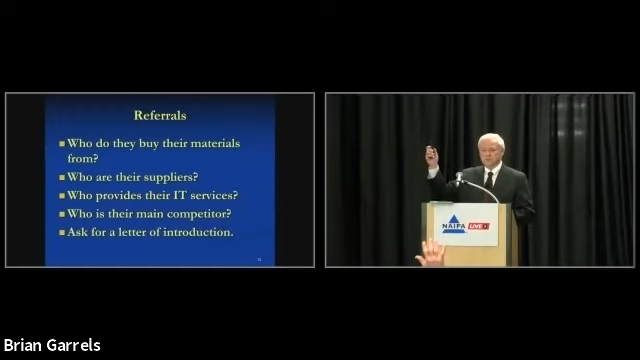 Referrals
Who do they buy their materials
from?
Who are their suppliers?
Who provides their IT services?
Who is their main competitor?
Ask for a letter of introduction.
NAIFA LIVE
Brian Garrels